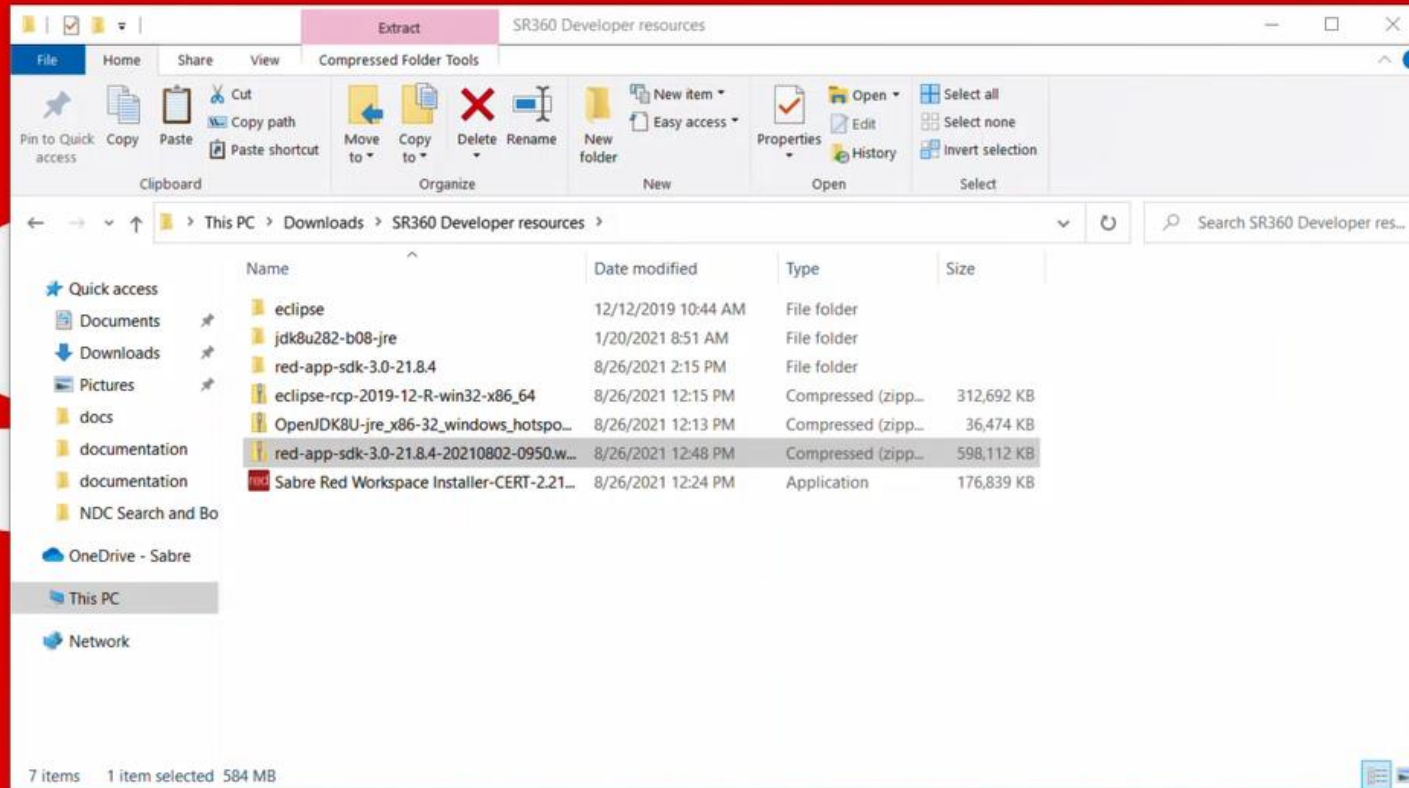 Extract
SR360 Developer resources
File Home Share View Compressed Folder Tools
Pin to Quick access
Copy
Paste
Cut
Copy path
Paste shortcut
Clipboard
Move to
Copy to
Delete
Rename
Organize
New folder
New item
Easy access
New
Properties
Open
Edit
History
Open
Select all
Select none
Invert selection
Select
This PC > Downloads > SR360 Developer resources >
Search SR360 Developer res...
Quick access
Documents
Downloads
Pictures
docs
documentation
documentation
NDC Search and Bo
OneDrive - Sabre
This PC
Network
Name Date modified Type Size
eclipse 12/12/2019 10:44 AM File folder
jdk8u282-b08-jre 1/20/2021 8:51 AM File folder
red-app-sdk-3.0-21.8.4 8/26/2021 2:15 PM File folder
eclipse-rcp-2019-12-R-win32-x86_64 8/26/2021 12:15 PM Compressed (zipp... 312,692 KB
OpenJDK8U-jre_x86-32_windows_hotspo... 8/26/2021 12:13 PM Compressed (zipp... 36,474 KB
red-app-sdk-3.0-21.8.4-20210802-0950.w... 8/26/2021 12:48 PM Compressed (zipp... 598,112 KB
red Sabre Red Workspace Installer-CERT-2.21... 8/26/2021 12:24 PM Application 176,839 KB
7 items 1 item selected 584 MB